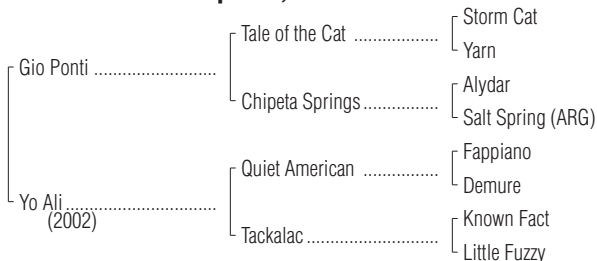 Storm Cat
Tale of the Cat ..................
Yarn
Gio Ponti ..........................
Alydar
Chipeta Springs ................
Salt Spring (ARG)
Fappiano
Quiet American ................
Demure
Yo Ali ................................
(2002)
Known Fact
Tackalac ............................
Little Fuzzy